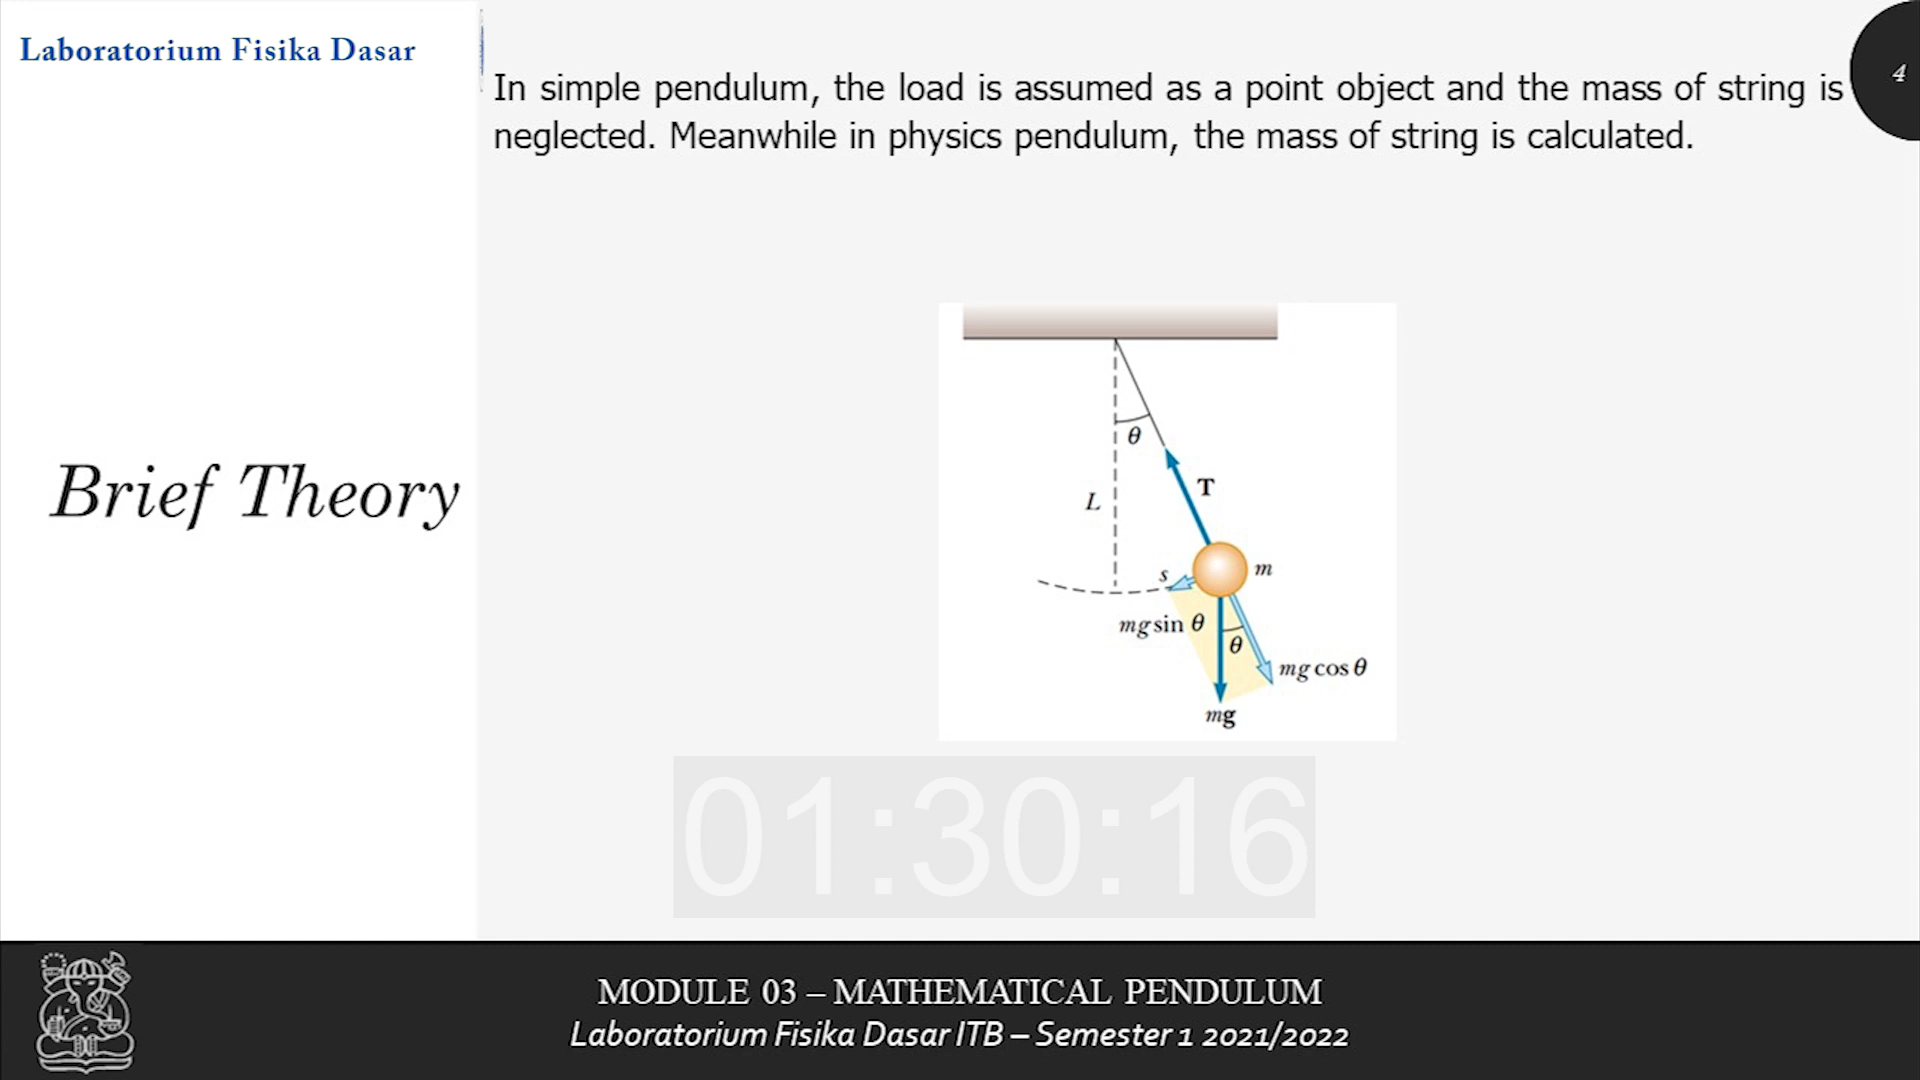 Laboratorium Fisika Dasar
4
In simple pendulum, the load is assumed as a point object and the mass of string is
neglected. Meanwhile in physics pendulum, the mass of string is calculated.
Brief Theory
θ
T
L
s
m
mg sin θ
θ
mg cos θ
mg
01:30:16
MODULE 03 – MATHEMATICAL PENDULUM
Laboratorium Fisika Dasar ITB – Semester 1 2021/2022